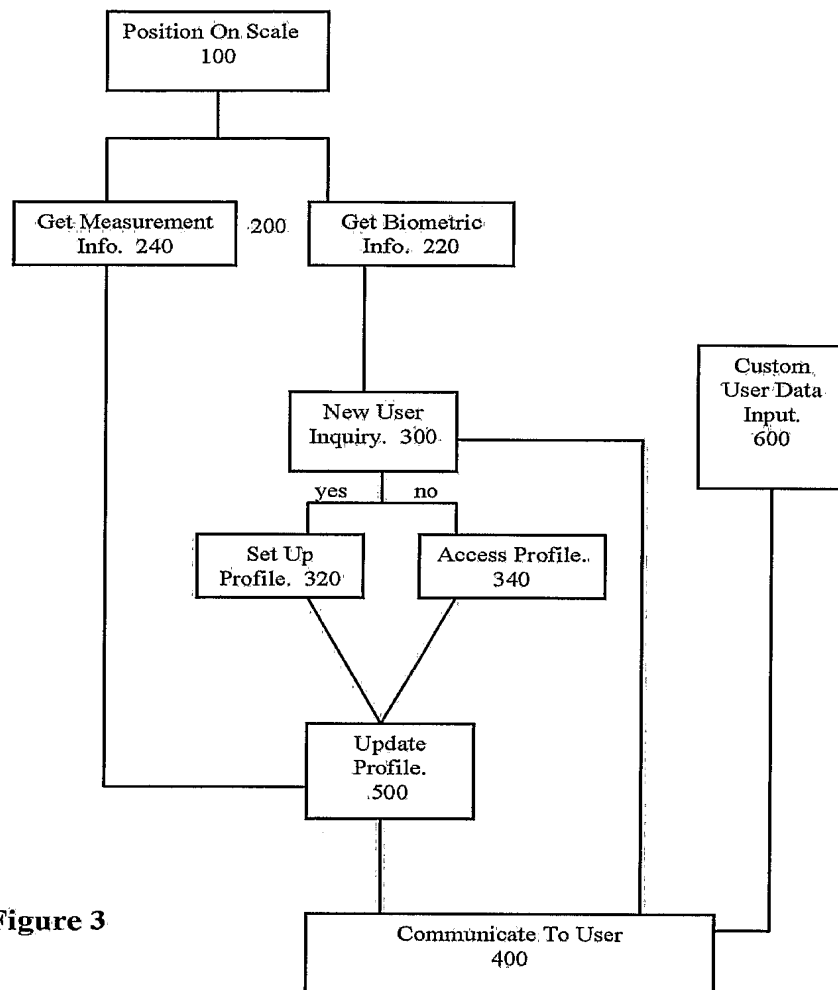 Position On Scale
100
Get Measurement
Info. 240
200
Get Biometric
Info. 220
Custom
User Data
Input.
600
New User
Inquiry. 300
yes
no
Set Up
Profile. 320
Access Profile.
340
Update
Profile.
500
Figure 3
Communicate To User
400